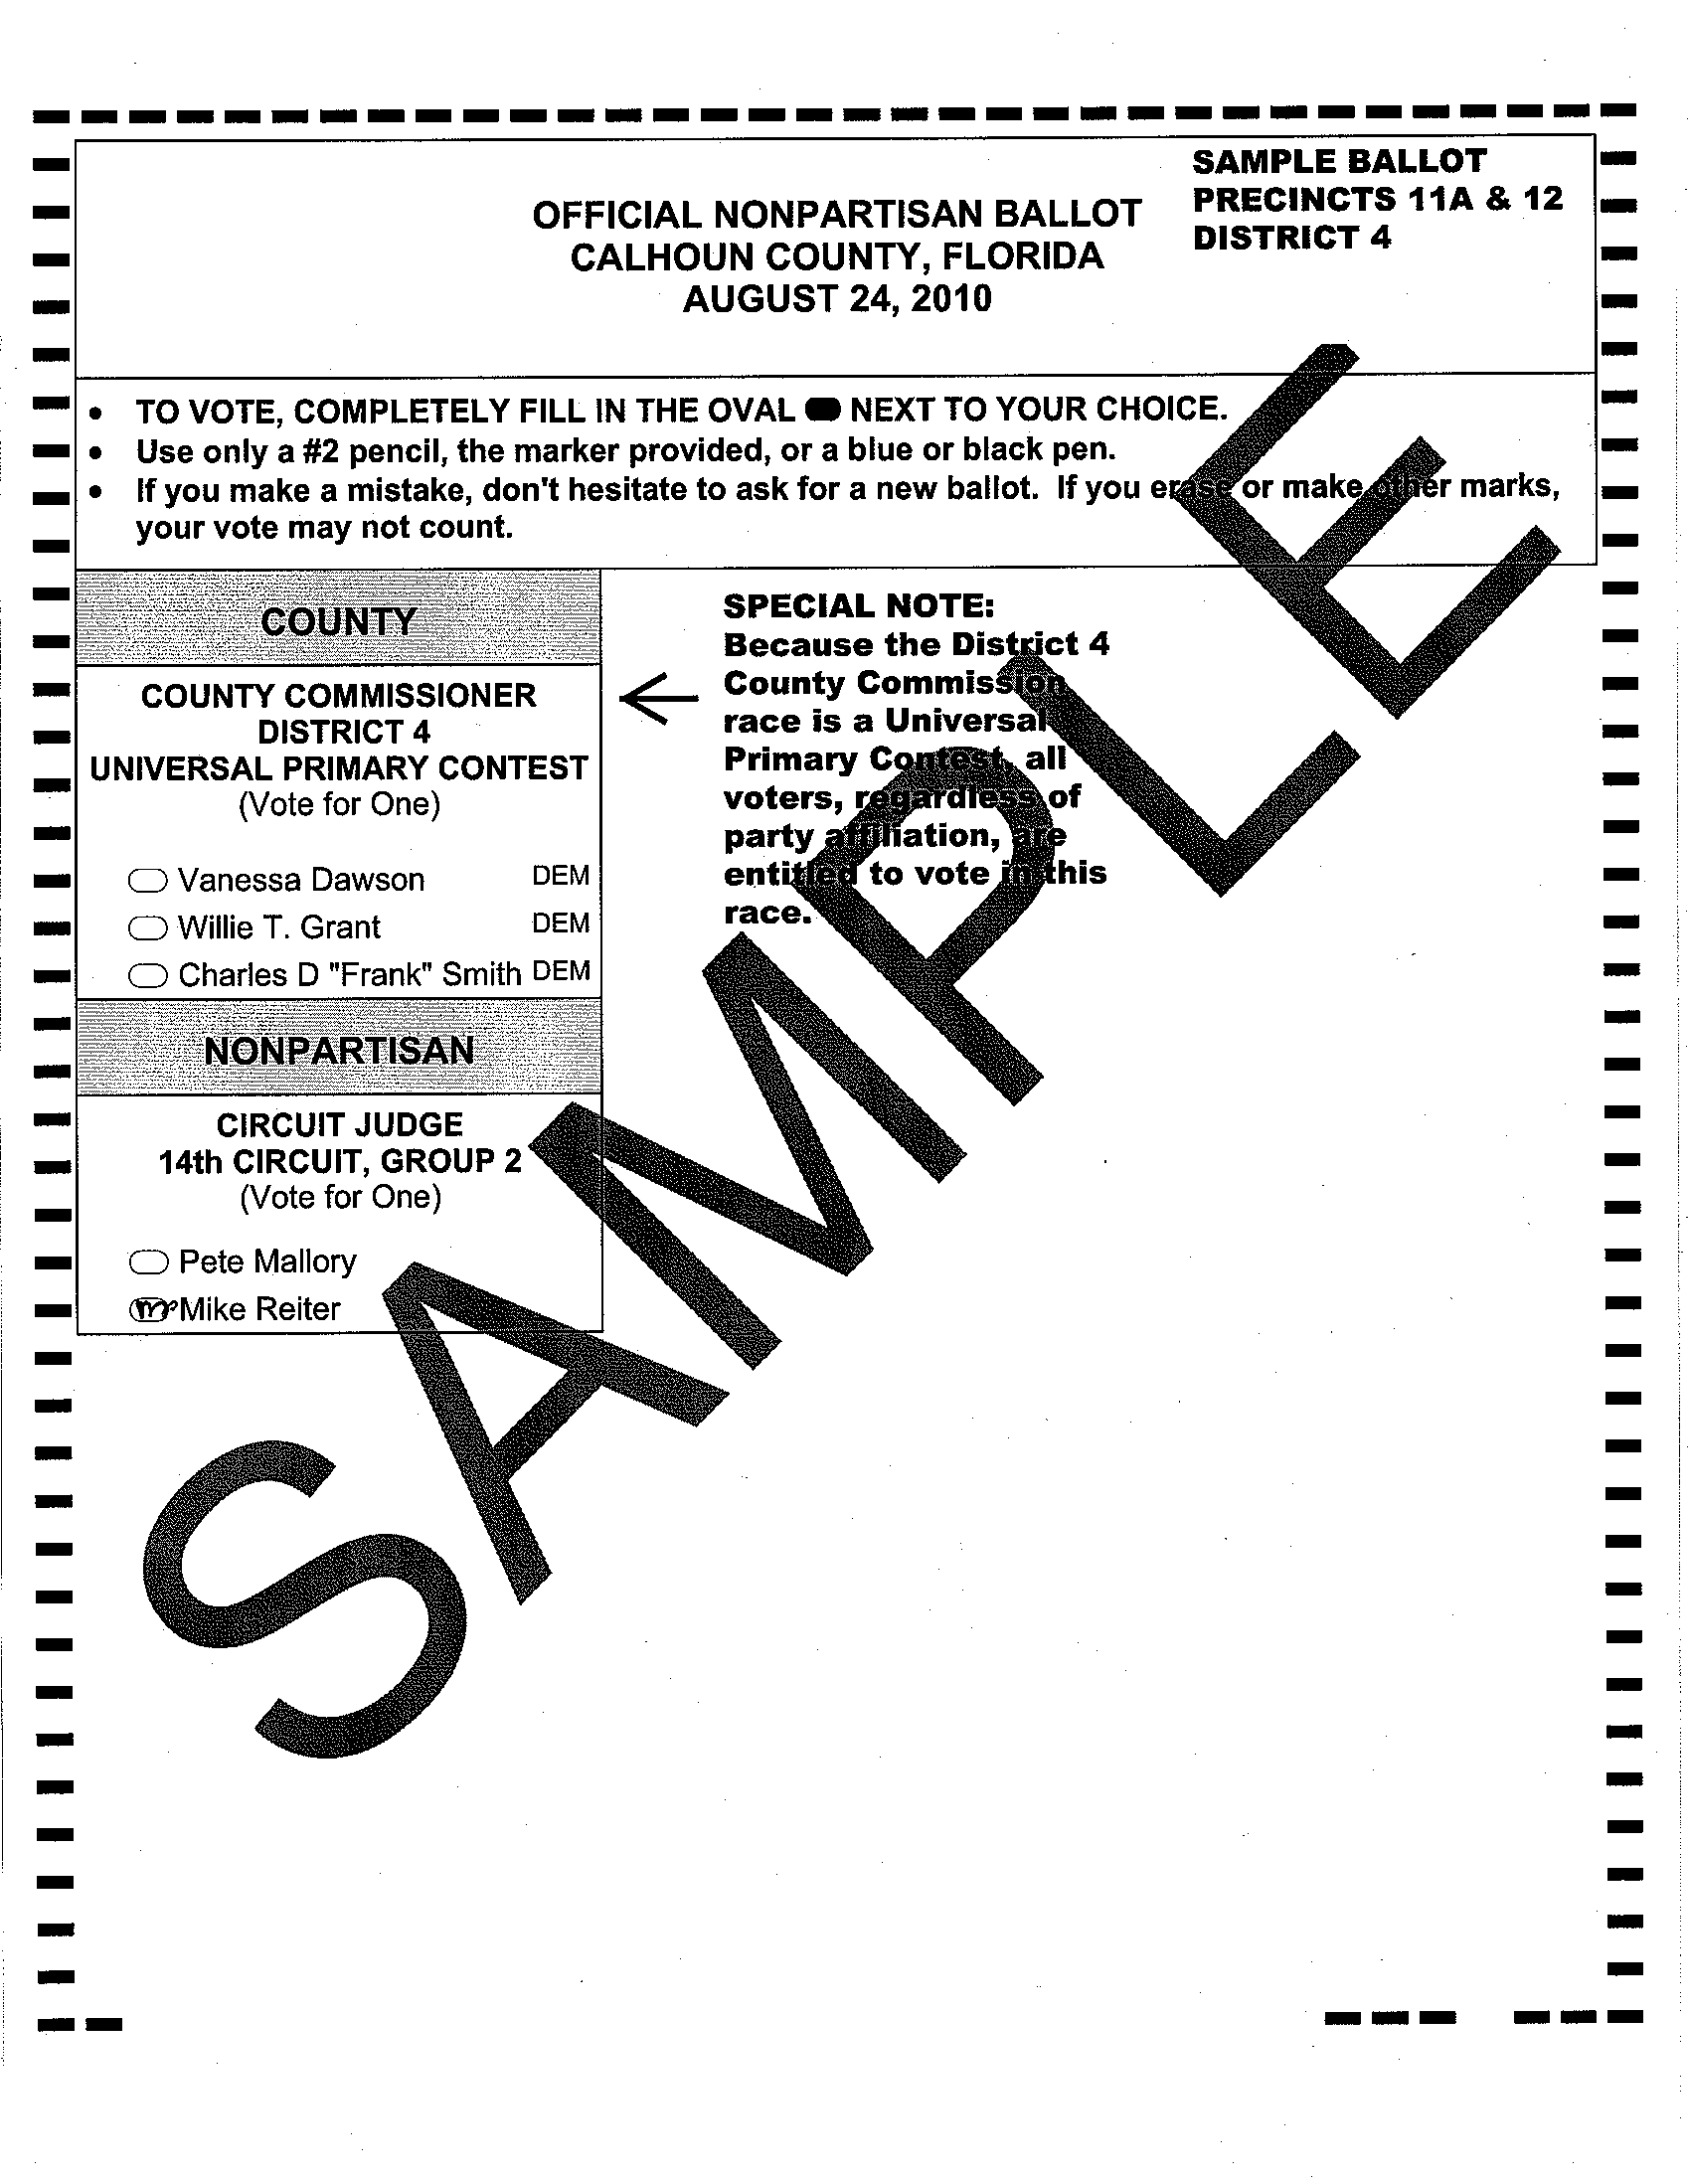 SAMPLE BALLOT
PRECINCTS 11A & 12
DISTRICT 4
OFFICIAL NONPARTISAN BALLOT
CALHOUN COUNTY, FLORIDA
AUGUST 24, 2010
• TO VOTE, COMPLETELY FILL IN THE OVAL NEXT TO YOUR CHOICE.
• Use only a #2 pencil, the marker provided, or a blue or black pen.
• If you make a mistake, don't hesitate to ask for a new ballot. If you erase or make other marks,
your vote may not count.
COUNTY
COUNTY COMMISSIONER
DISTRICT 4
UNIVERSAL PRIMARY CONTEST
(Vote for One)
Vanessa Dawson DEM
Willie T. Grant DEM
Charles D "Frank" Smith DEM
SPECIAL NOTE:
Because the District 4
County Commission
race is a Universal
Primary Contest, all
voters, regardless of
party affiliation, are
entitled to vote in this
race.
NONPARTISAN
CIRCUIT JUDGE
14th CIRCUIT, GROUP 2
(Vote for One)
Pete Mallory
Mike Reiter
SAMPLE